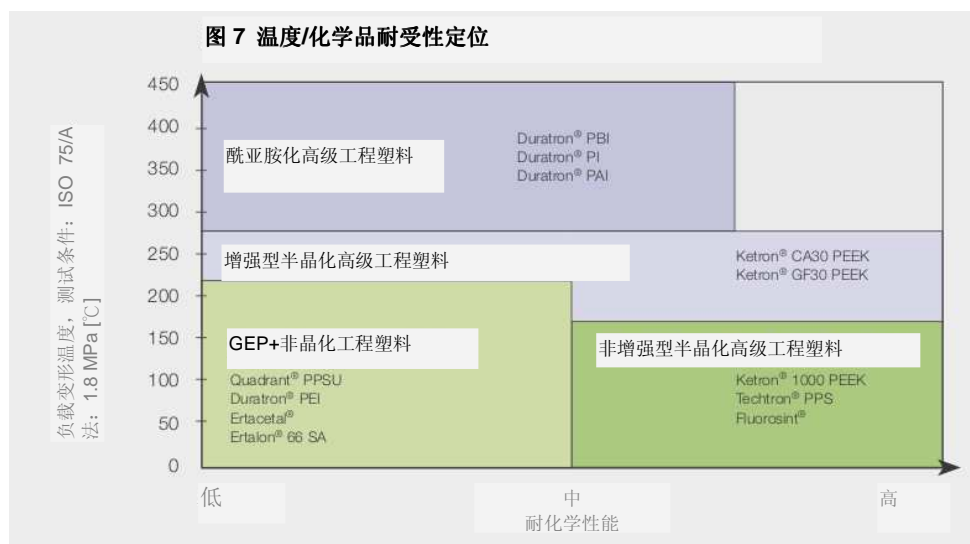 图 7 温度/化学品耐受性定位
负载变形温度，测试条件：ISO 75/A
法：1.8 MPa [℃]
450
400
350
300
250
200
150
100
50
0
酰亚胺化高级工程塑料
Duratron® PBI
Duratron® PI
Duratron® PAI
增强型半晶化高级工程塑料
Ketron® CA30 PEEK
Ketron® GF30 PEEK
GEP+非晶化工程塑料
Quadrant® PPSU
Duratron® PEI
Ertacetal®
Ertalon® 66 SA
非增强型半晶化高级工程塑料
Ketron® 1000 PEEK
Techtron® PPS
Fluorosint®
低
中
高
耐化学性能